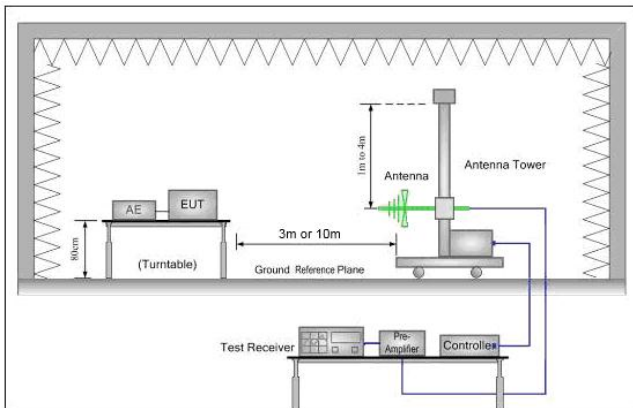 1m to 4m
Antenna
Antenna Tower
AE
EUT
80cm
(Turntable)
3m or 10m
Ground Reference Plane
Test Receiver
Pre-
Amplifier
Controller